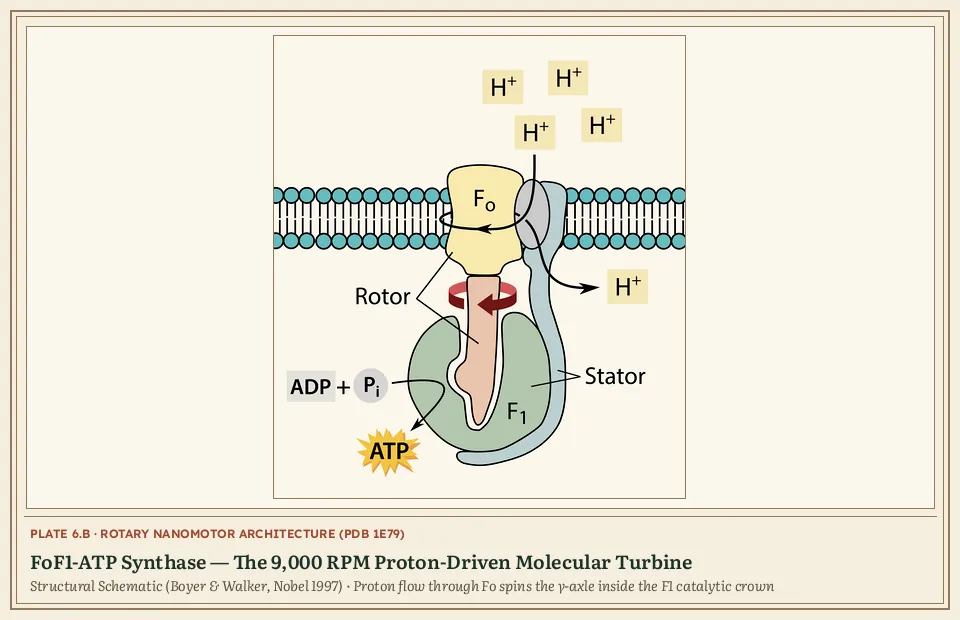 H⁺
H⁺
H⁺
H⁺
Fₒ
H⁺
Rotor
ADP + Pᵢ
Stator
F₁
ATP
PLATE 6.B · ROTARY NANOMOTOR ARCHITECTURE (PDB 1E79)
FoF1-ATP Synthase — The 9,000 RPM Proton-Driven Molecular Turbine
Structural Schematic (Boyer & Walker, Nobel 1997) · Proton flow through Fo spins the γ-axle inside the F1 catalytic crown